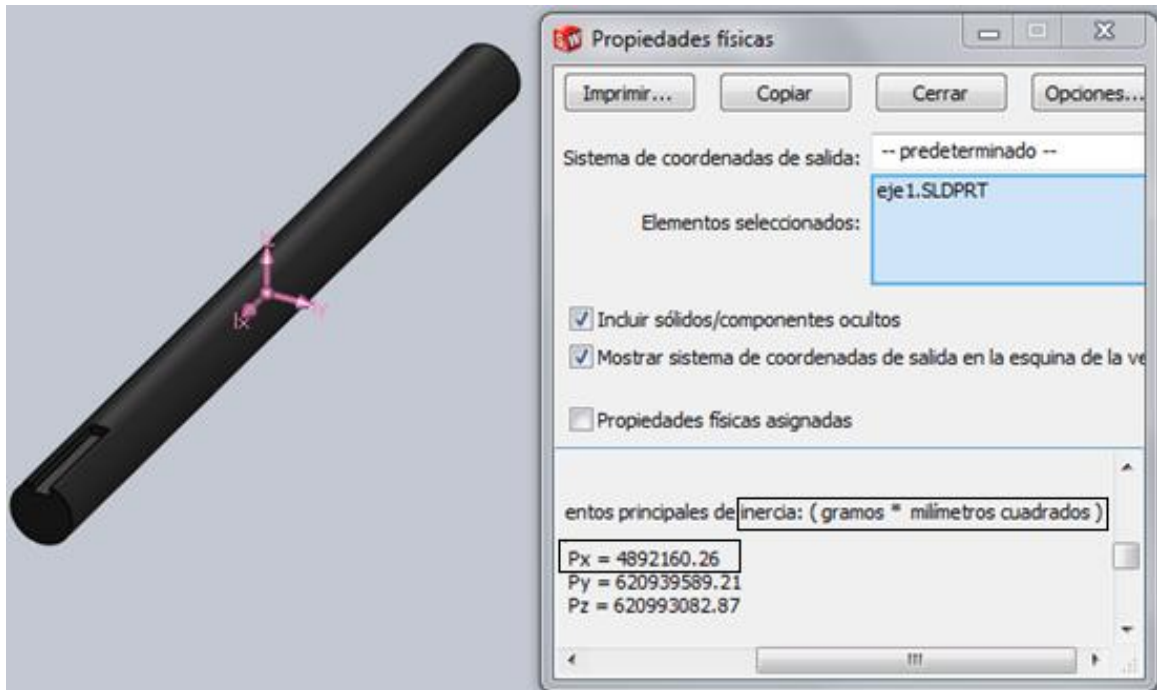 Propiedades físicas
Imprimir... Copiar Cerrar Opciones...
Sistema de coordenadas de salida: -- predeterminado --
eje1.SLDPRT
Elementos seleccionados:
Incluir sólidos/componentes ocultos
Mostrar sistema de coordenadas de salida en la esquina de la ve
Propiedades físicas asignadas
entos principales de inercia: ( gramos * milímetros cuadrados )
Px = 4892160.26
Py = 620939589.21
Pz = 620993082.87
Ix